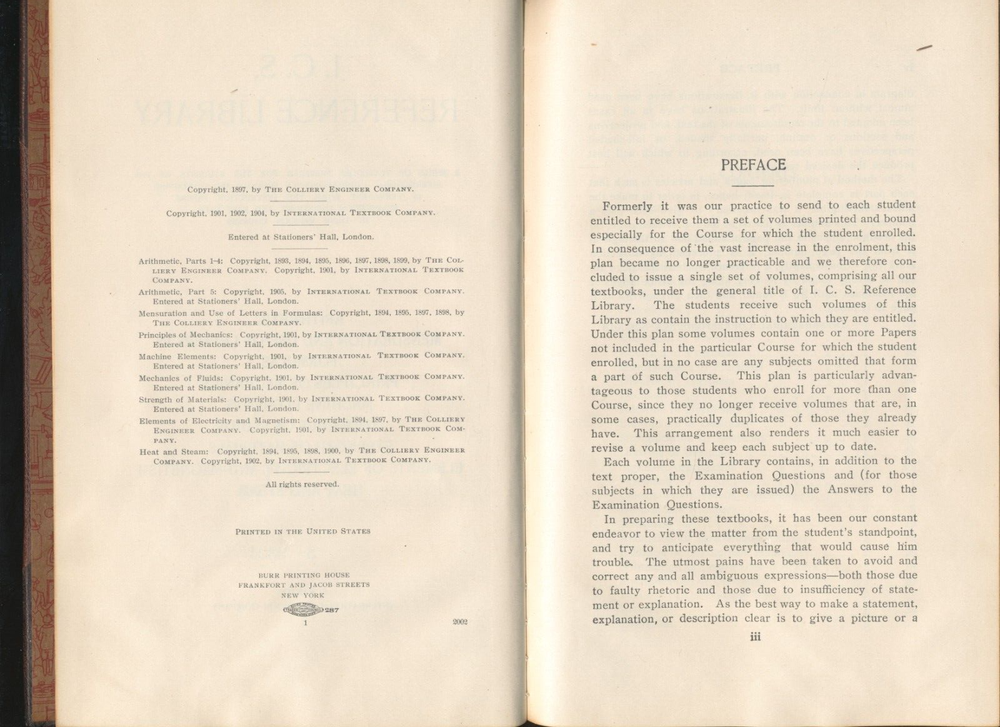 Copyright, 1897, by THE COLLIERY ENGINEER COMPANY.
Copyright, 1901, 1902, 1904, by INTERNATIONAL TEXTBOOK COMPANY.
Entered at Stationers' Hall, London.
Arithmetic, Parts 1-4: Copyright, 1893, 1894, 1895, 1896, 1897, 1898, 1899, by THE COL-
LIERY ENGINEER COMPANY. Copyright, 1901, by INTERNATIONAL TEXTBOOK
COMPANY.
Arithmetic, Part 5: Copyright, 1905, by INTERNATIONAL TEXTBOOK COMPANY.
Entered at Stationers' Hall, London.
Mensuration and Use of Letters in Formulas: Copyright, 1894, 1895, 1897, 1898, by
THE COLLIERY ENGINEER COMPANY.
Principles of Mechanics: Copyright, 1901, by INTERNATIONAL TEXTBOOK COMPANY.
Entered at Stationers' Hall, London.
Machine Elements: Copyright, 1901, by INTERNATIONAL TEXTBOOK COMPANY.
Entered at Stationers' Hall, London.
Mechanics of Fluids: Copyright, 1901, by INTERNATIONAL TEXTBOOK COMPANY.
Entered at Stationers' Hall, London.
Strength of Materials: Copyright, 1901, by INTERNATIONAL TEXTBOOK COMPANY.
Entered at Stationers' Hall, London.
Elements of Electricity and Magnetism: Copyright, 1894, 1897, by THE COLLIERY
ENGINEER COMPANY. Copyright, 1901, by INTERNATIONAL TEXTBOOK COM-
PANY.
Heat and Steam: Copyright, 1894, 1895, 1898, 1900, by THE COLLIERY ENGINEER
COMPANY. Copyright, 1902, by INTERNATIONAL TEXTBOOK COMPANY.
All rights reserved.
PRINTED IN THE UNITED STATES
BURR PRINTING HOUSE
FRANKFORT AND JACOB STREETS
NEW YORK
287
1
2002
PREFACE
Formerly it was our practice to send to each student
entitled to receive them a set of volumes printed and bound
especially for the Course for which the student enrolled.
In consequence of the vast increase in the enrolment, this
plan became no longer practicable and we therefore con-
cluded to issue a single set of volumes, comprising all our
textbooks, under the general title of I. C. S. Reference
Library. The students receive such volumes of this
Library as contain the instruction to which they are entitled.
Under this plan some volumes contain one or more Papers
not included in the particular Course for which the student
enrolled, but in no case are any subjects omitted that form
a part of such Course. This plan is particularly advan-
tageous to those students who enroll for more than one
Course, since they no longer receive volumes that are, in
some cases, practically duplicates of those they already
have. This arrangement also renders it much easier to
revise a volume and keep each subject up to date.
Each volume in the Library contains, in addition to the
text proper, the Examination Questions and (for those
subjects in which they are issued) the Answers to the
Examination Questions.
In preparing these textbooks, it has been our constant
endeavor to view the matter from the student's standpoint,
and try to anticipate everything that would cause him
trouble. The utmost pains have been taken to avoid and
correct any and all ambiguous expressions—both those due
to faulty rhetoric and those due to insufficiency of state-
ment or explanation. As the best way to make a statement,
explanation, or description clear is to give a picture or a
iii